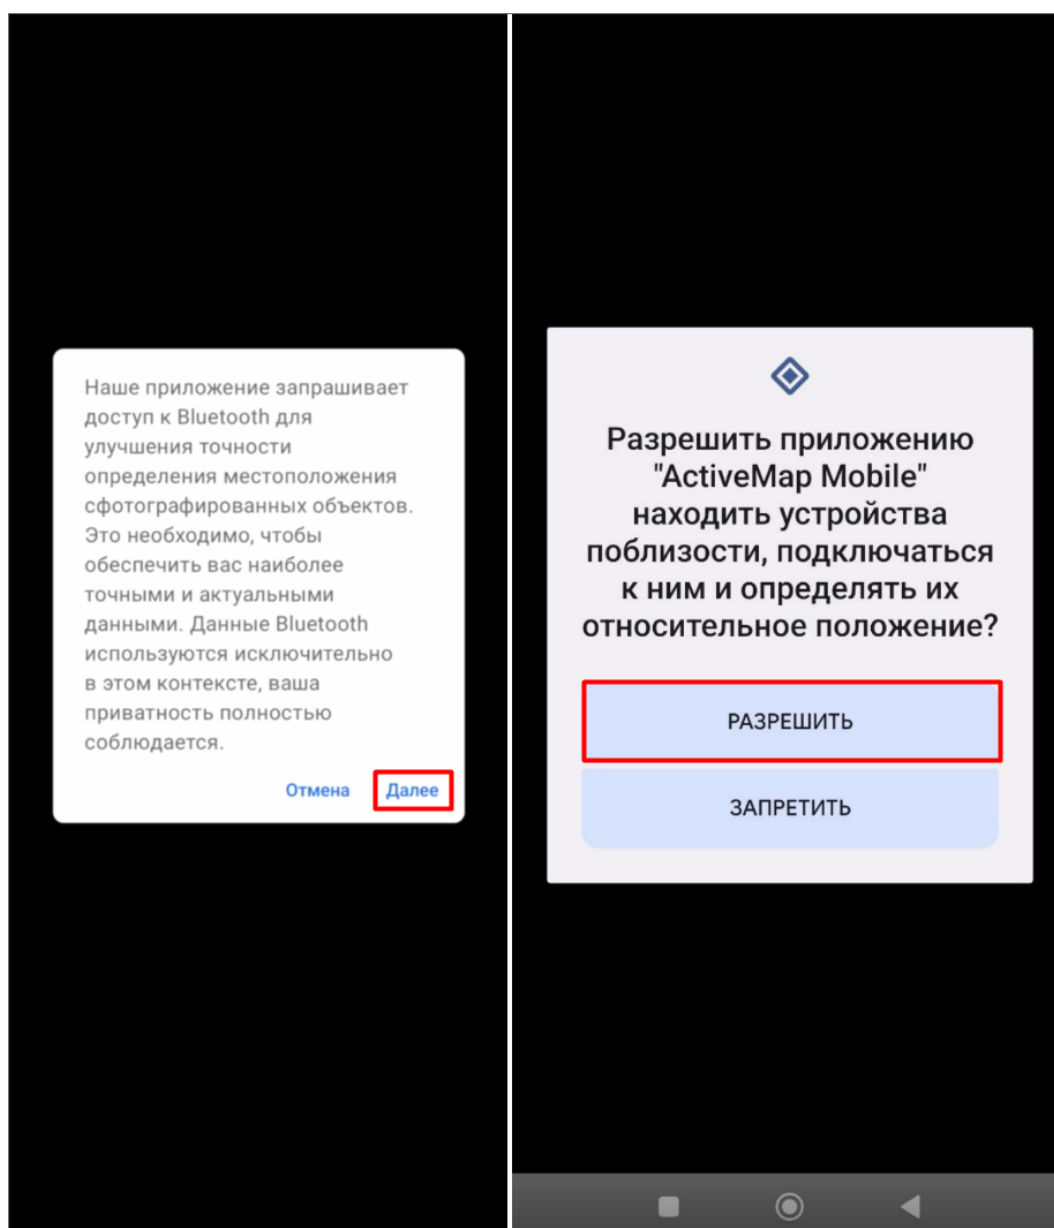 Наше приложение запрашивает
доступ к Bluetooth для
улучшения точности
определения местоположения
сфотографированных объектов.
Это необходимо, чтобы
обеспечить вас наиболее
точными и актуальными
данными. Данные Bluetooth
используются исключительно
в этом контексте, ваша
приватность полностью
соблюдается.
Отмена Далее
Разрешить приложению
"ActiveMap Mobile"
находить устройства
поблизости, подключаться
к ним и определять их
относительное положение?
РАЗРЕШИТЬ
ЗАПРЕТИТЬ